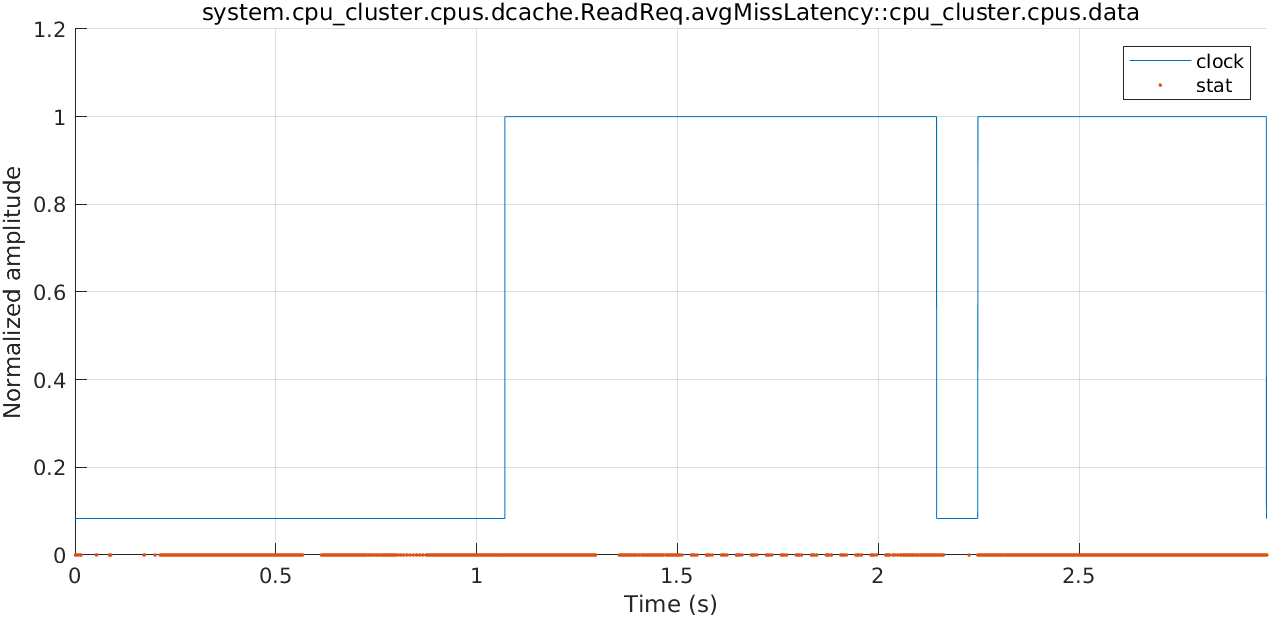 system.cpu_cluster.cpus.dcache.ReadReq.avgMissLatency::cpu_cluster.cpus.data
1.2
clock
stat
1
0.8
Normalized amplitude
0.6
0.4
0.2
0
0 0.5 1 1.5 2 2.5
Time (s)